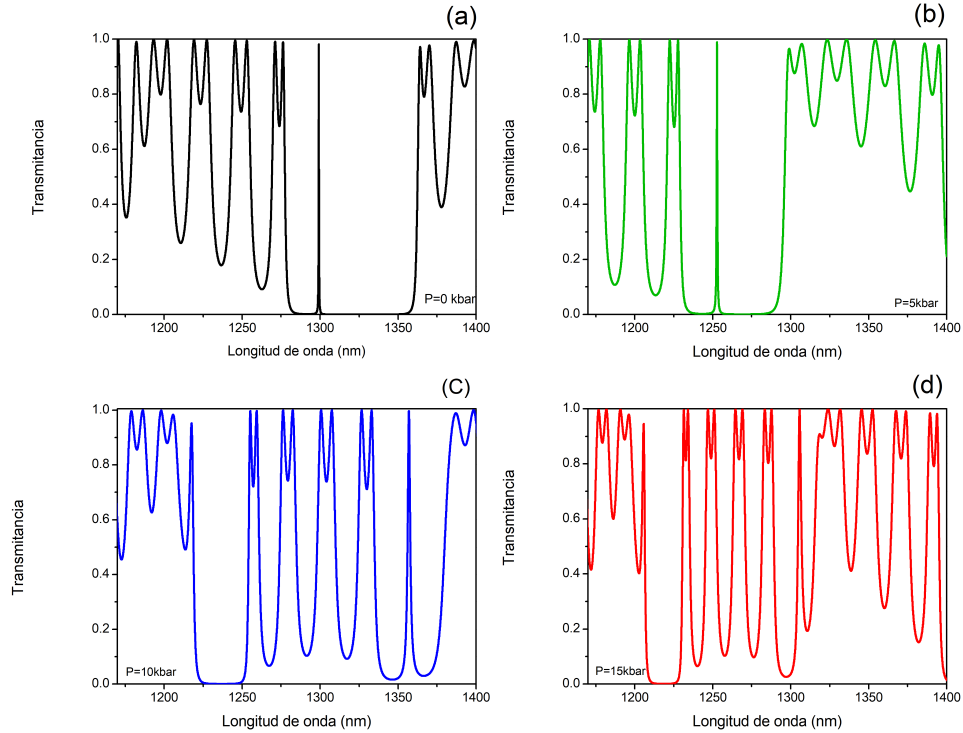 (a)
1.0
0.8
0.6
0.4
0.2
0.0
Transmitancia
P=0 kbar
1200 1250 1300 1350 1400
Longitud de onda (nm)
(b)
1.0
0.8
0.6
0.4
0.2
0.0
Transmitancia
P=5kbar
1200 1250 1300 1350 1400
Longitud de onda (nm)
(C)
1.0
0.8
0.6
0.4
0.2
0.0
Transmitancia
P=10kbar
1200 1250 1300 1350 1400
Longitud de onda (nm)
(d)
1.0
0.8
0.6
0.4
0.2
0.0
Transmitancia
P=15kbar
1200 1250 1300 1350 1400
Longitud de onda (nm)